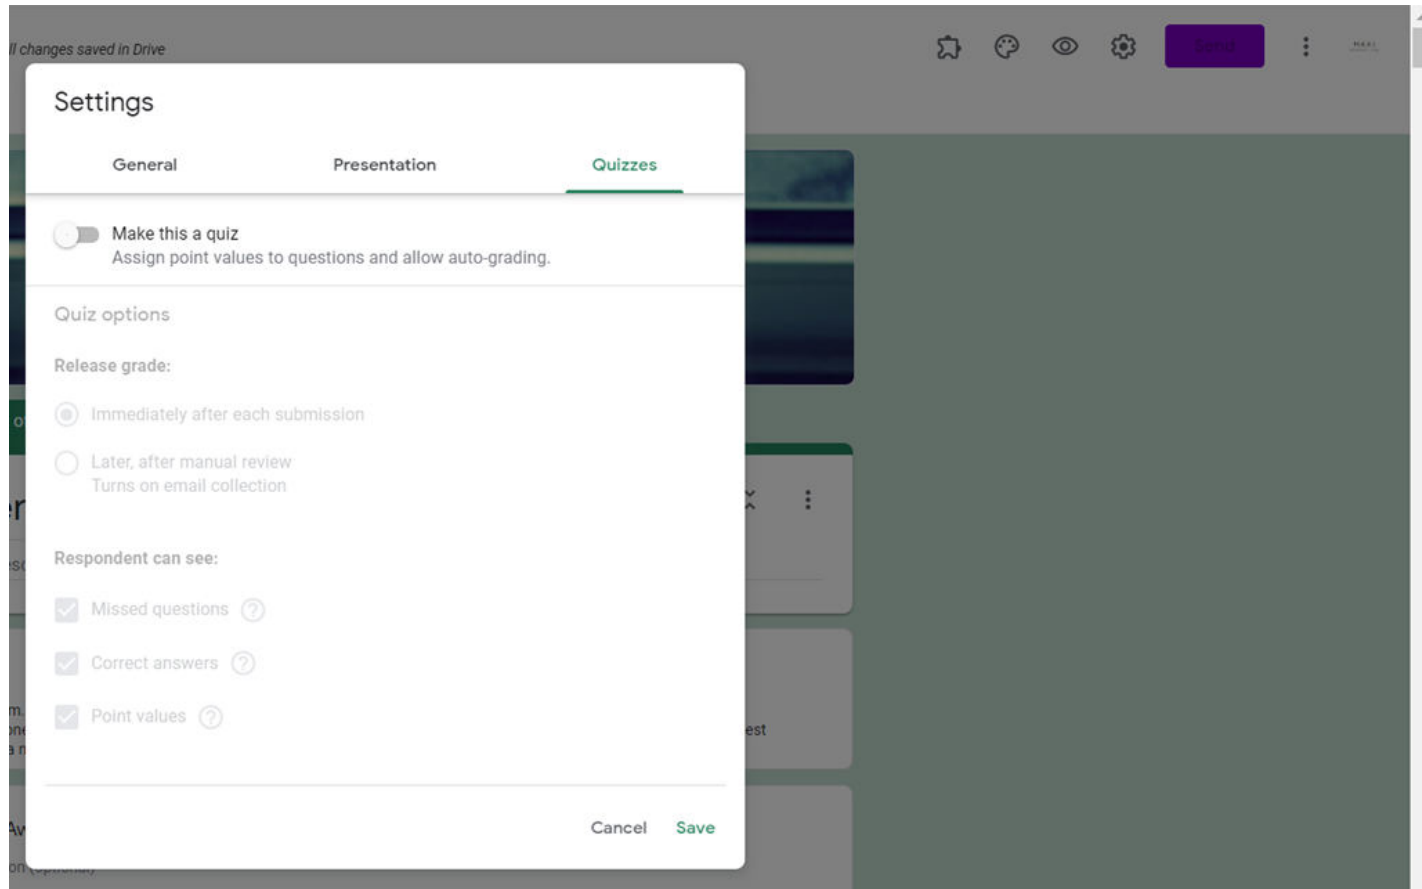 ll changes saved in Drive
Send
Settings
General
Presentation
Quizzes
Make this a quiz
Assign point values to questions and allow auto-grading.
Quiz options
Release grade:
Immediately after each submission
Later, after manual review
Turns on email collection
Respondent can see:
Missed questions
Correct answers
Point values
est
Cancel
Save